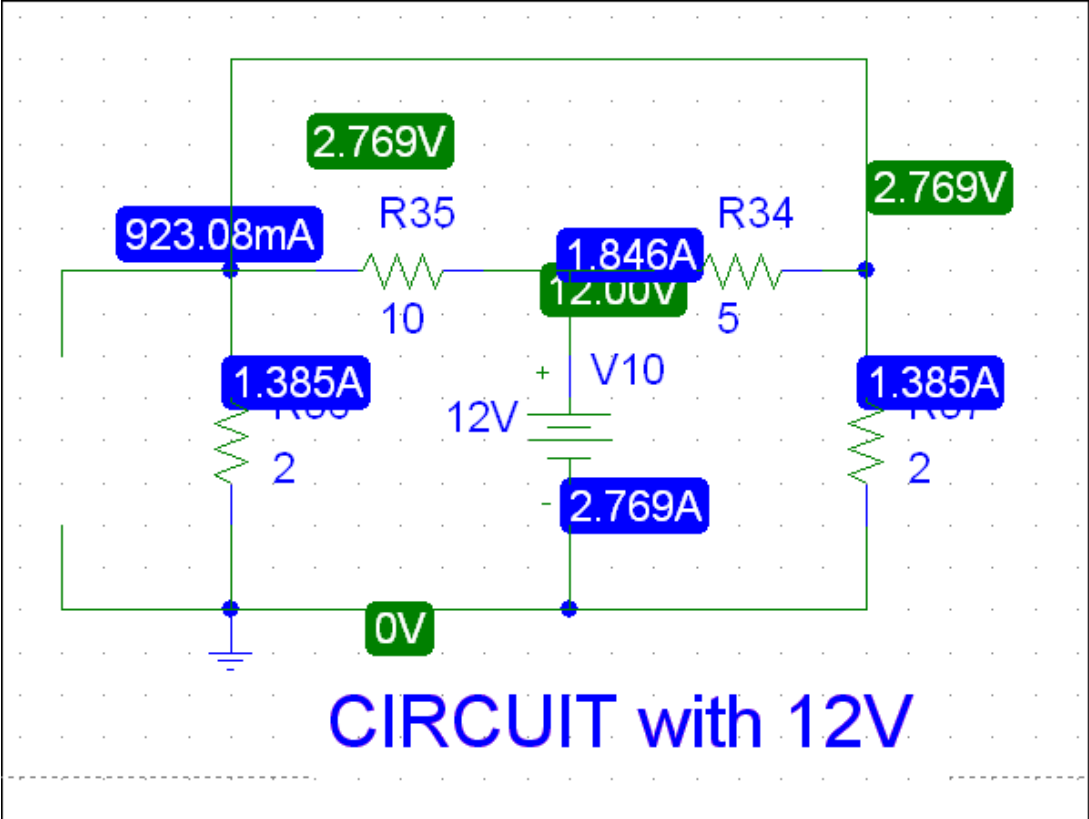 2.769V
2.769V
R35
R34
923.08mA
1.846A
12.00V
10
5
1.385A
V10
1.385A
+
12V
2
2
-
2.769A
0V
CIRCUIT with 12V